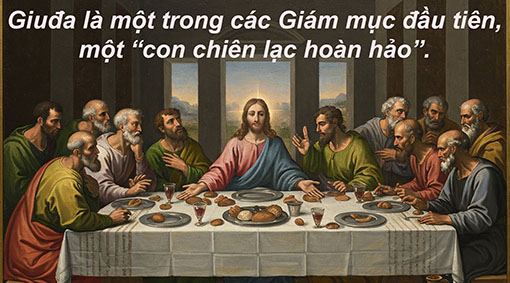 Giuđa là một trong các Giám mục đầu tiên,
một “con chiên lạc hoàn hảo”.